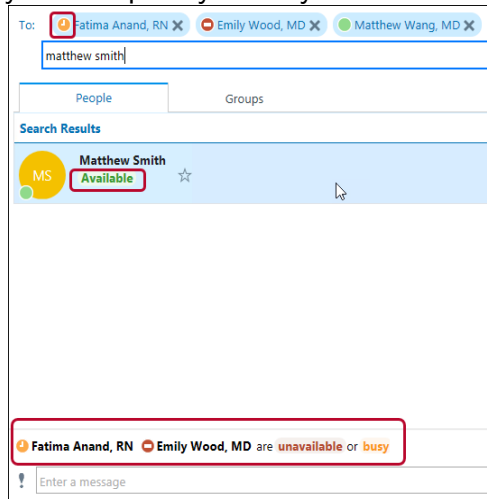 To: Fatima Anand, RN Emily Wood, MD Matthew Wang, MD
matthew smith
People Groups
Search Results
MS
Matthew Smith
Available
Fatima Anand, RN Emily Wood, MD are unavailable or busy
! Enter a message